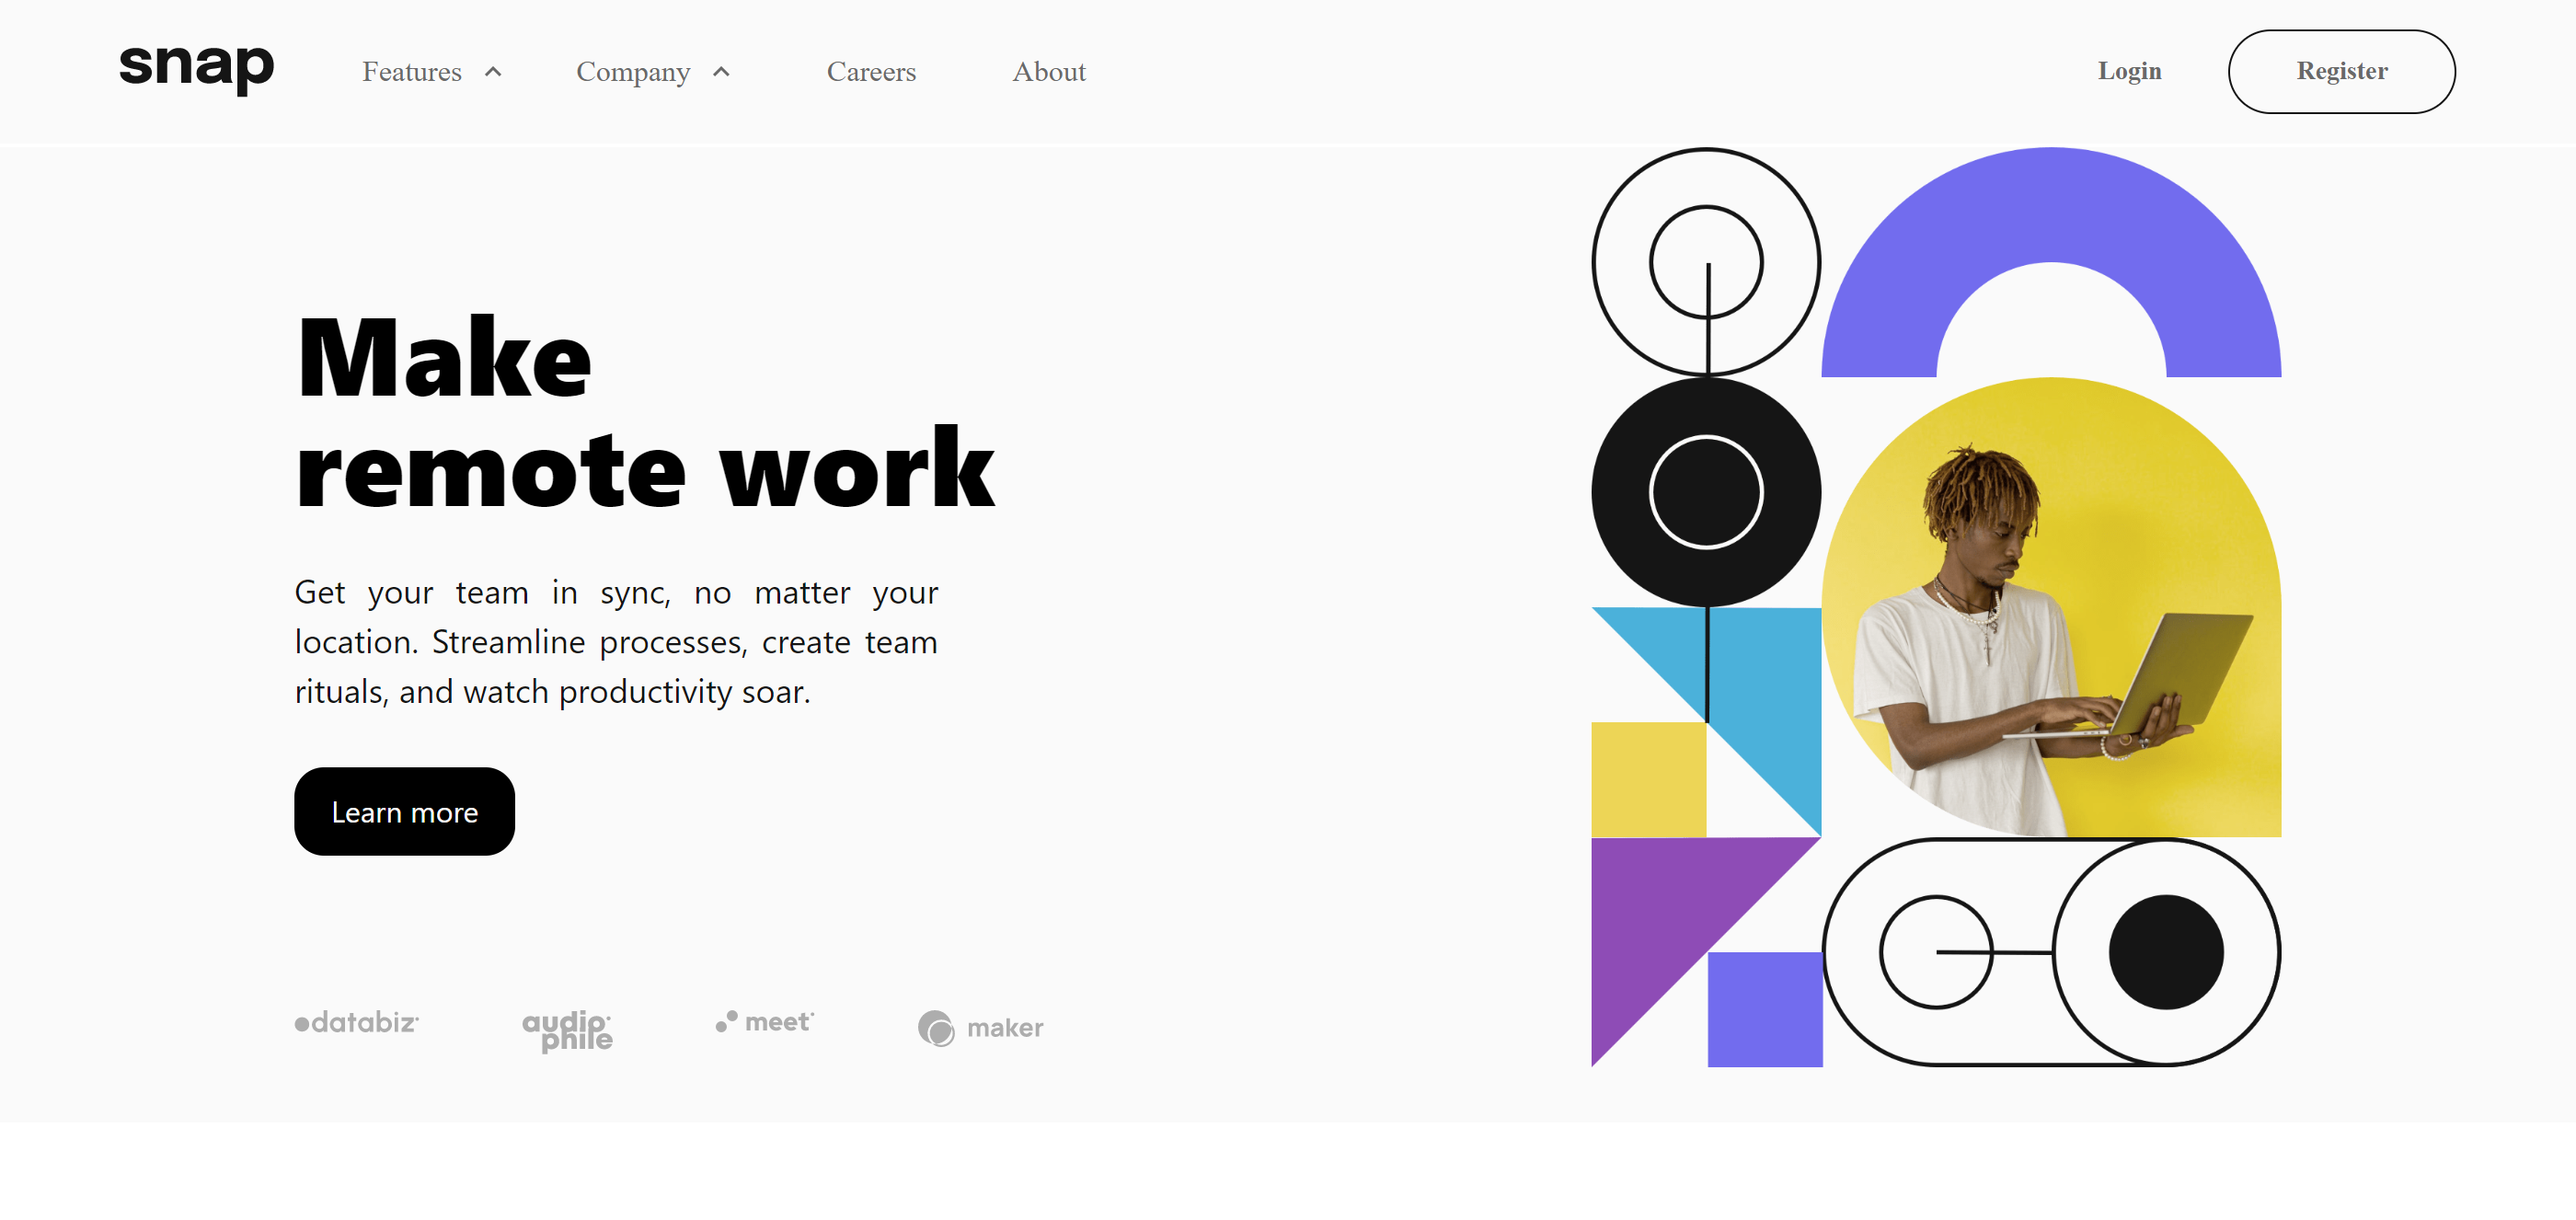 snap Features Company Careers About Login Register
Make
remote work
Get your team in sync, no matter your
location. Streamline processes, create team
rituals, and watch productivity soar.
Learn more
databiz audiophile meet maker